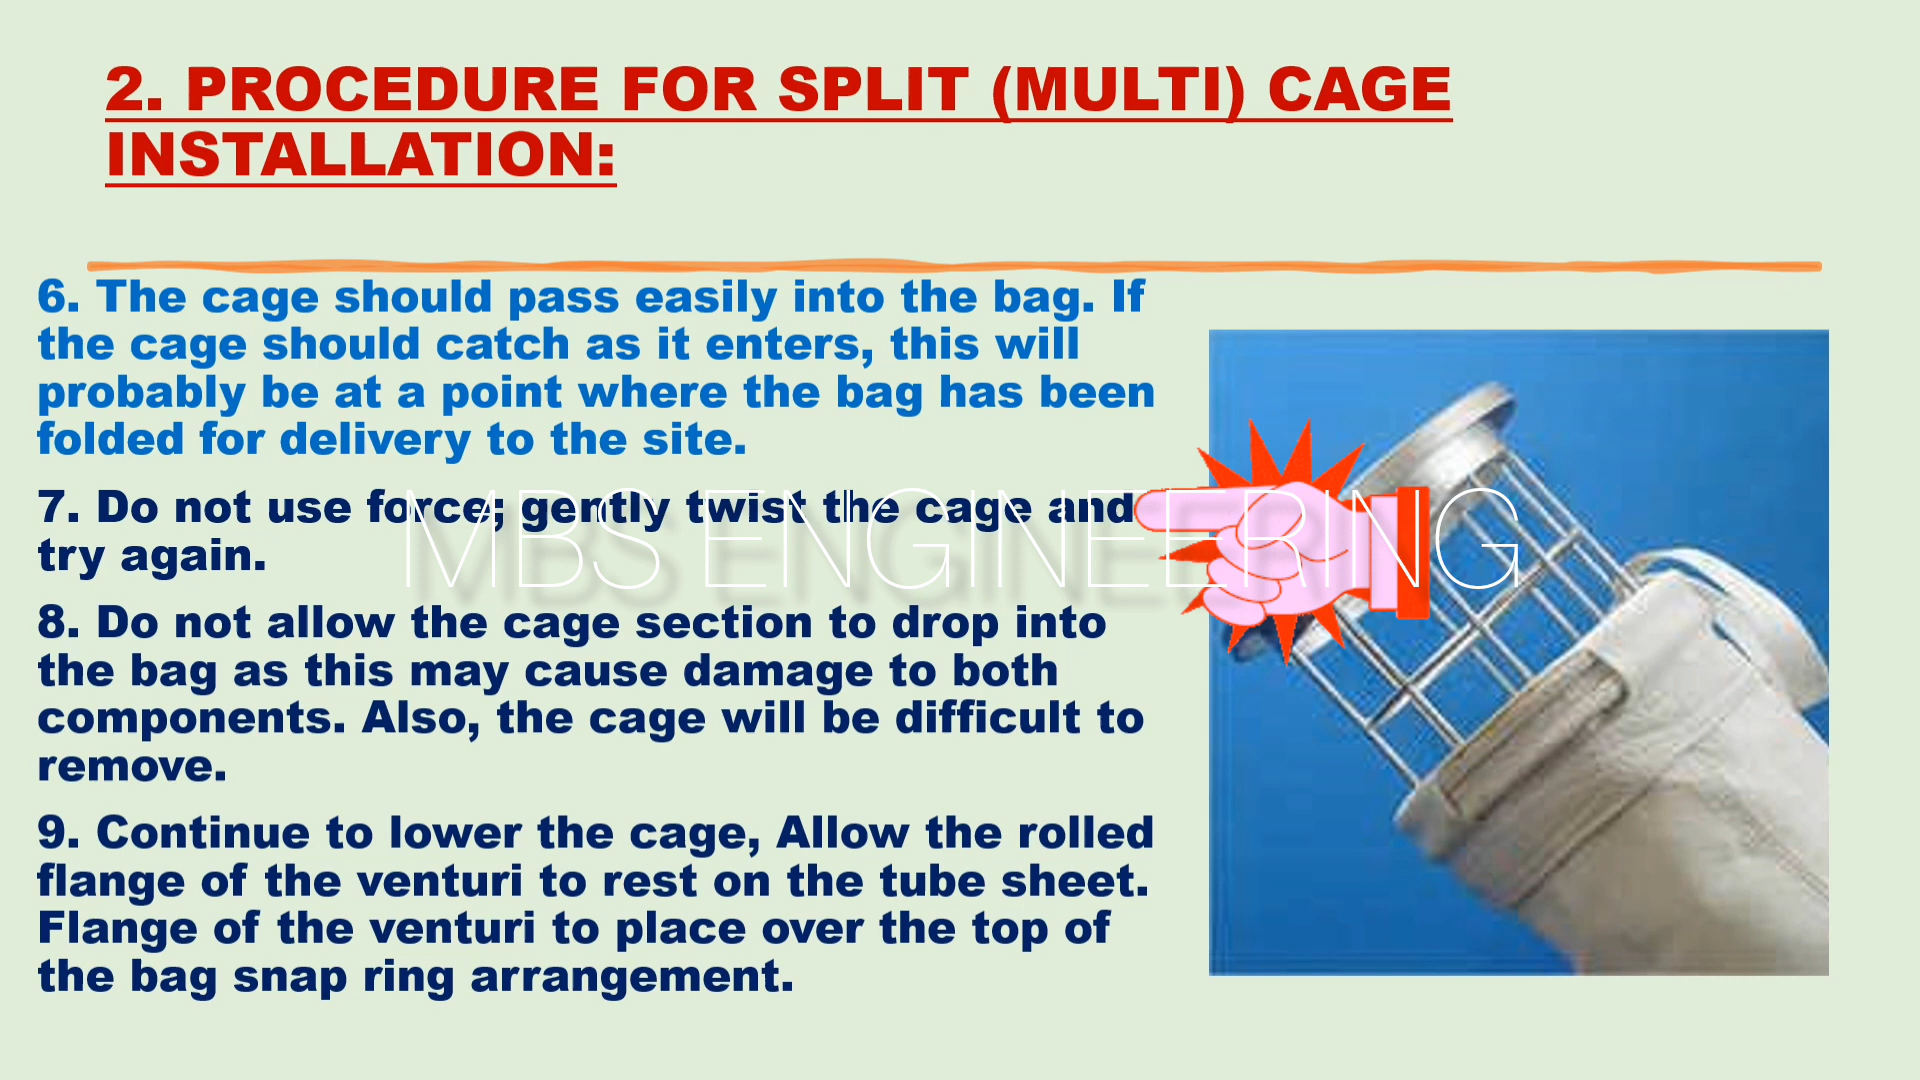 2. PROCEDURE FOR SPLIT (MULTI) CAGE
INSTALLATION:
6. The cage should pass easily into the bag. If
the cage should catch as it enters, this will
probably be at a point where the bag has been
folded for delivery to the site.
7. Do not use force; gently twist the cage and
try again.
MBS ENGINEERING
8. Do not allow the cage section to drop into
the bag as this may cause damage to both
components. Also, the cage will be difficult to
remove.
9. Continue to lower the cage, Allow the rolled
flange of the venturi to rest on the tube sheet.
Flange of the venturi to place over the top of
the bag snap ring arrangement.